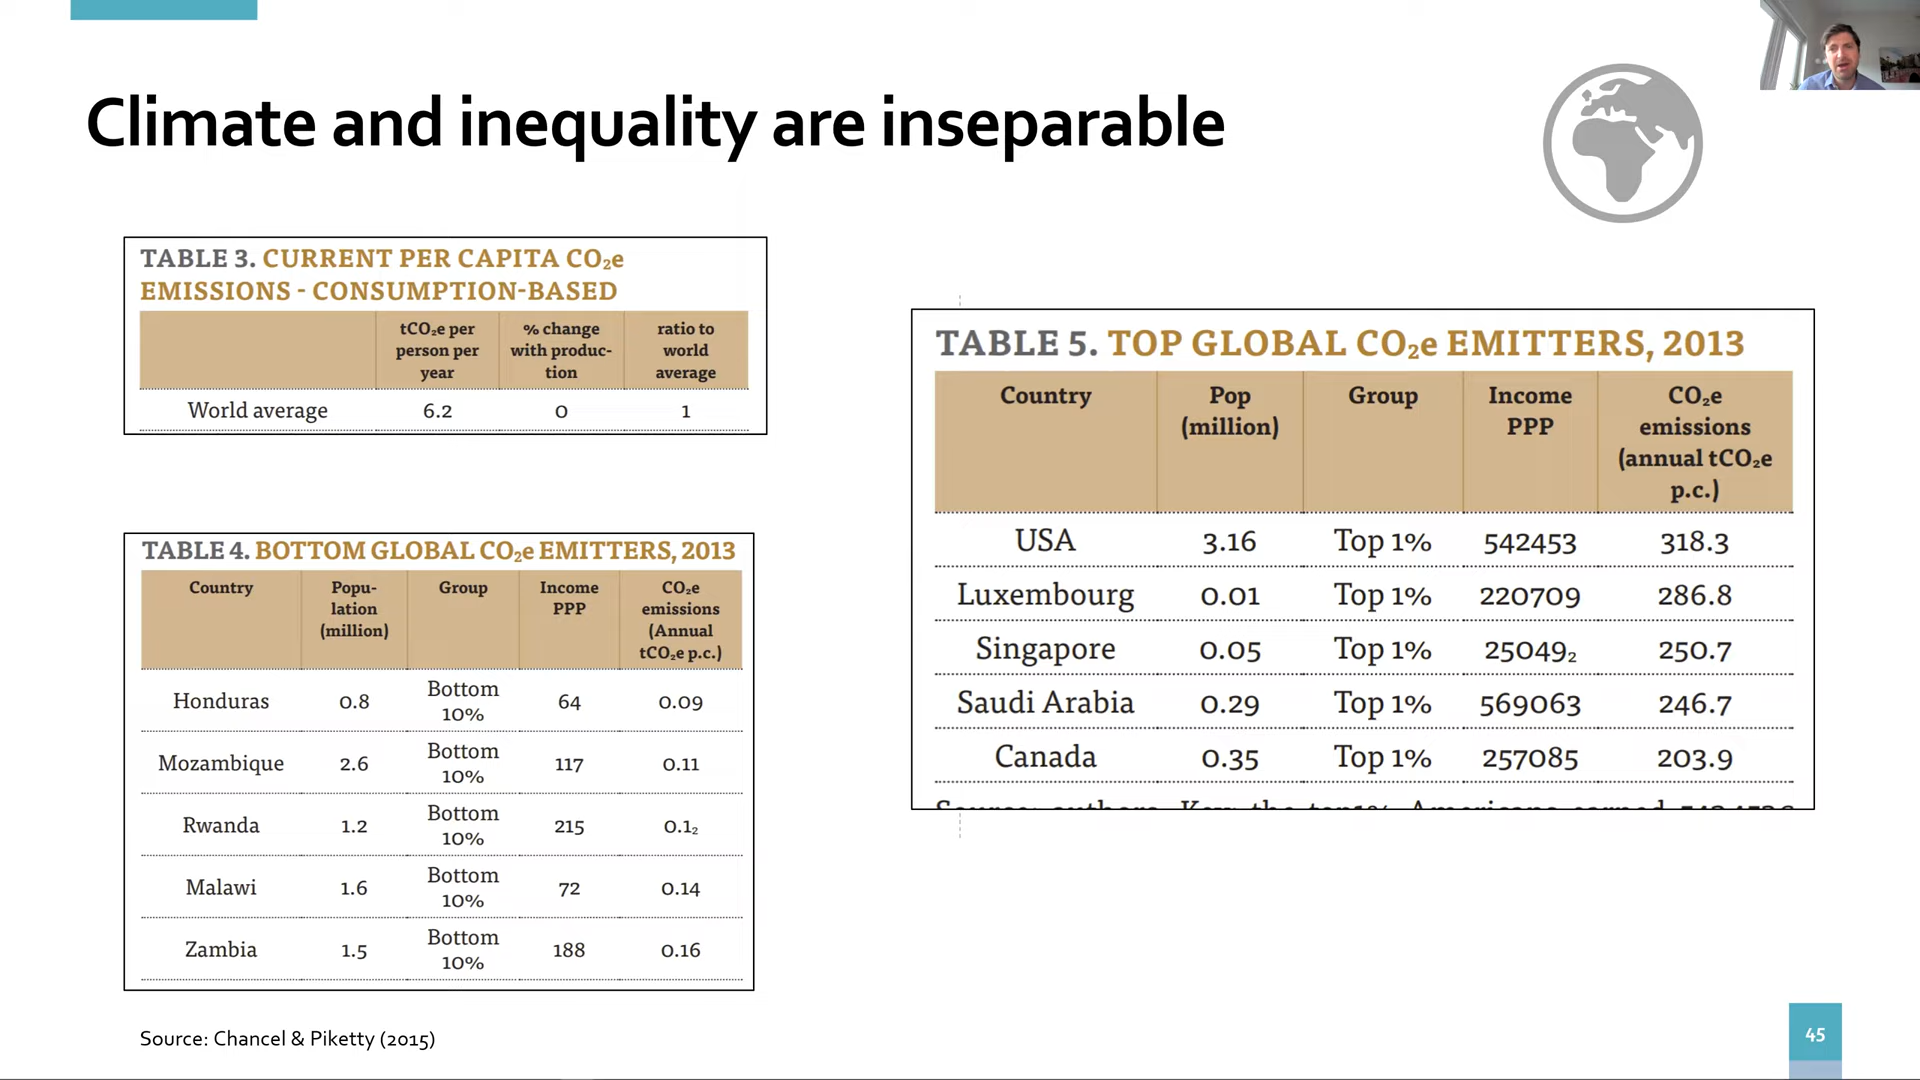 Climate and inequality are inseparable
TABLE 3. CURRENT PER CAPITA CO₂e
EMISSIONS - CONSUMPTION-BASED
tCO₂e per person per year | % change with produc-tion | ratio to world average
World average 6.2 0 1
TABLE 4. BOTTOM GLOBAL CO₂e EMITTERS, 2013
Country | Popu-lation (million) | Group | Income PPP | CO₂e emissions (Annual tCO₂e p.c.)
Honduras 0.8 Bottom 10% 64 0.09
Mozambique 2.6 Bottom 10% 117 0.11
Rwanda 1.2 Bottom 10% 215 0.1₂
Malawi 1.6 Bottom 10% 72 0.14
Zambia 1.5 Bottom 10% 188 0.16
TABLE 5. TOP GLOBAL CO₂e EMITTERS, 2013
Country | Pop (million) | Group | Income PPP | CO₂e emissions (annual tCO₂e p.c.)
USA 3.16 Top 1% 542453 318.3
Luxembourg 0.01 Top 1% 220709 286.8
Singapore 0.05 Top 1% 25049₂ 250.7
Saudi Arabia 0.29 Top 1% 569063 246.7
Canada 0.35 Top 1% 257085 203.9
Source: authors. Key: the top 1% Americans earned
Source: Chancel & Piketty (2015)
45